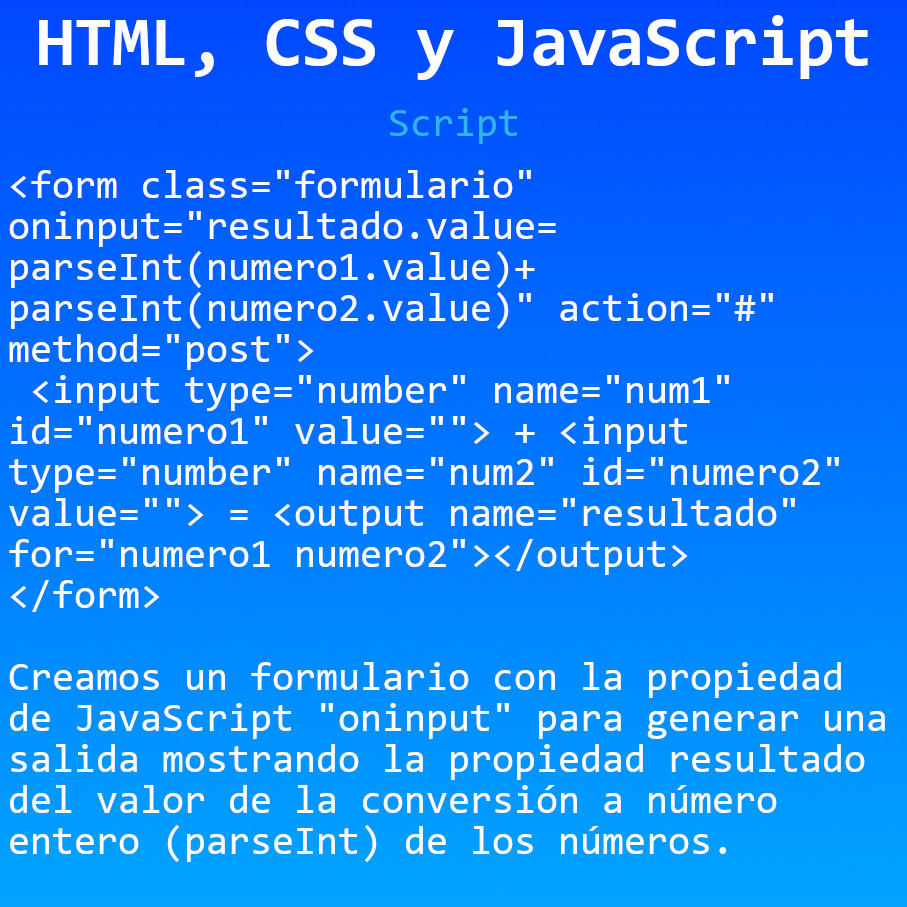 HTML, CSS y JavaScript
Script
<form class="formulario"
oninput="resultado.value=
parseInt(numero1.value)+
parseInt(numero2.value)" action="#"
method="post">
 <input type="number" name="num1"
id="numero1" value=""> + <input
type="number" name="num2" id="numero2"
value=""> = <output name="resultado"
for="numero1 numero2"></output>
</form>

Creamos un formulario con la propiedad
de JavaScript "oninput" para generar una
salida mostrando la propiedad resultado
del valor de la conversión a número
entero (parseInt) de los números.